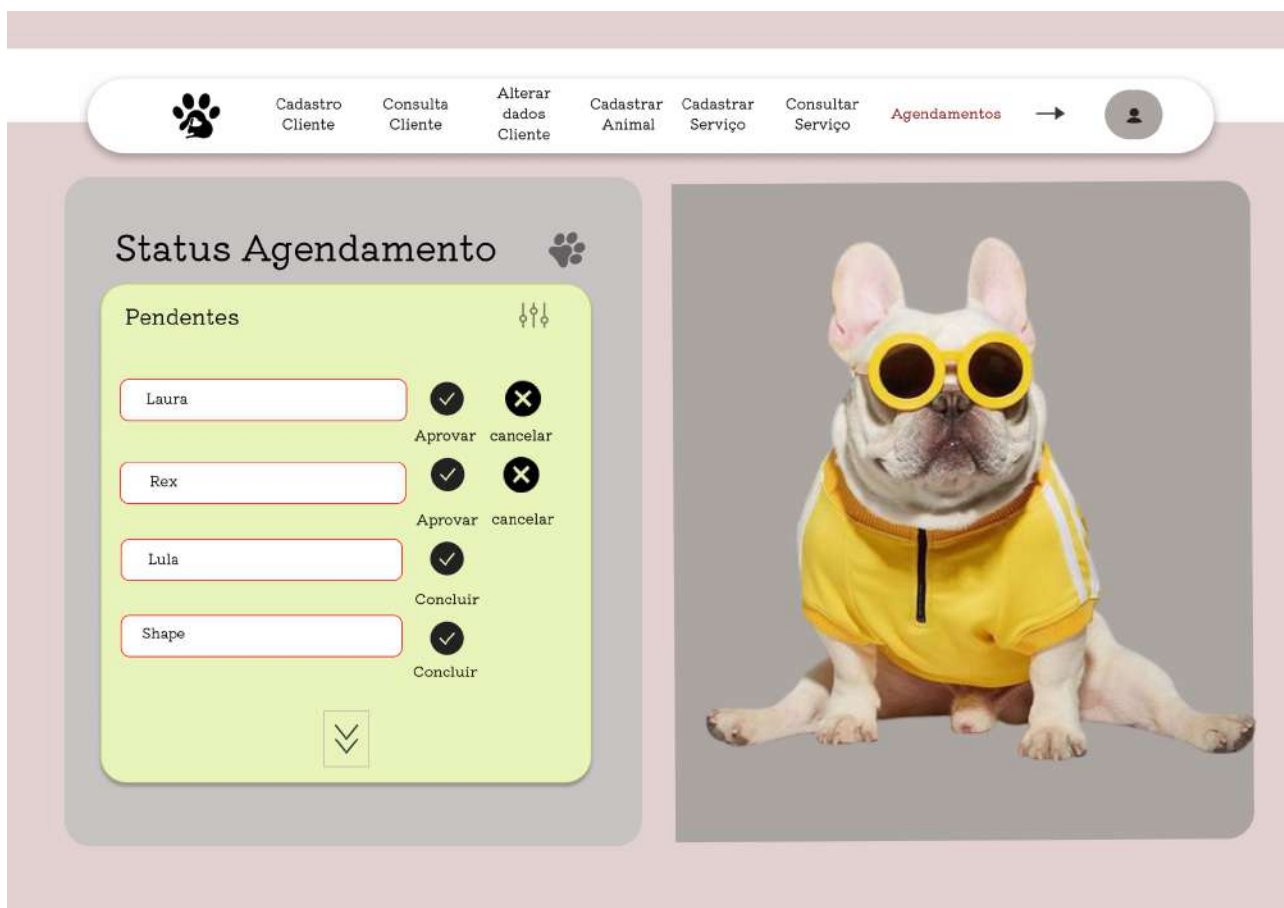 Cadastro
Cliente
Consulta
Cliente
Alterar
dados
Cliente
Cadastrar
Animal
Cadastrar
Serviço
Consultar
Serviço
Agendamentos
Status Agendamento
Pendentes
Laura
Aprovar cancelar
Rex
Aprovar cancelar
Lula
Concluir
Shape
Concluir